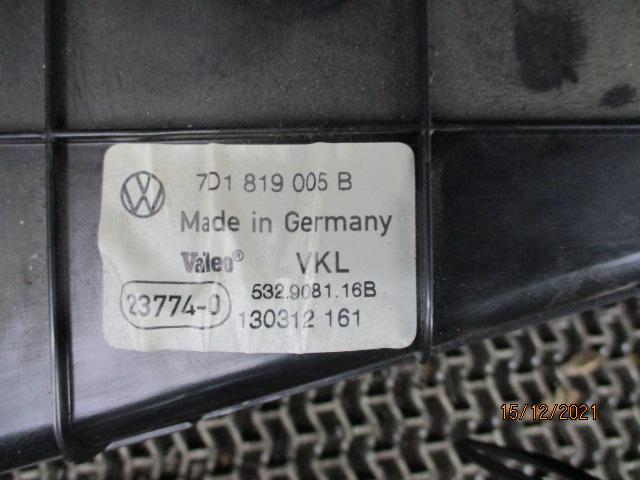 7D1 819 005 B
Made in Germany
Valeo® VKL
23774-0 532.9081.16B
130312 161
15/12/2021